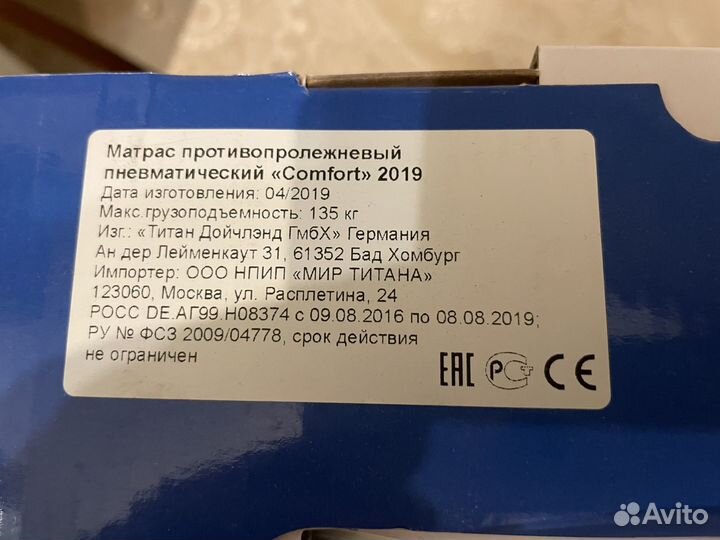 Матрас противопролежневый
пневматический «Comfort» 2019
Дата изготовления: 04/2019
Макс.грузоподъемность: 135 кг
Изг.: «Титан Дойчлэнд ГмбХ» Германия
Ан дер Лейменкаут 31, 61352 Бад Хомбург
Импортер: ООО НПИП «МИР ТИТАНА»
123060, Москва, ул. Расплетина, 24
РОСС DE.АГ99.Н08374 с 09.08.2016 по 08.08.2019;
РУ № ФСЗ 2009/04778, срок действия
не ограничен
EAC РСТ CE
Avito